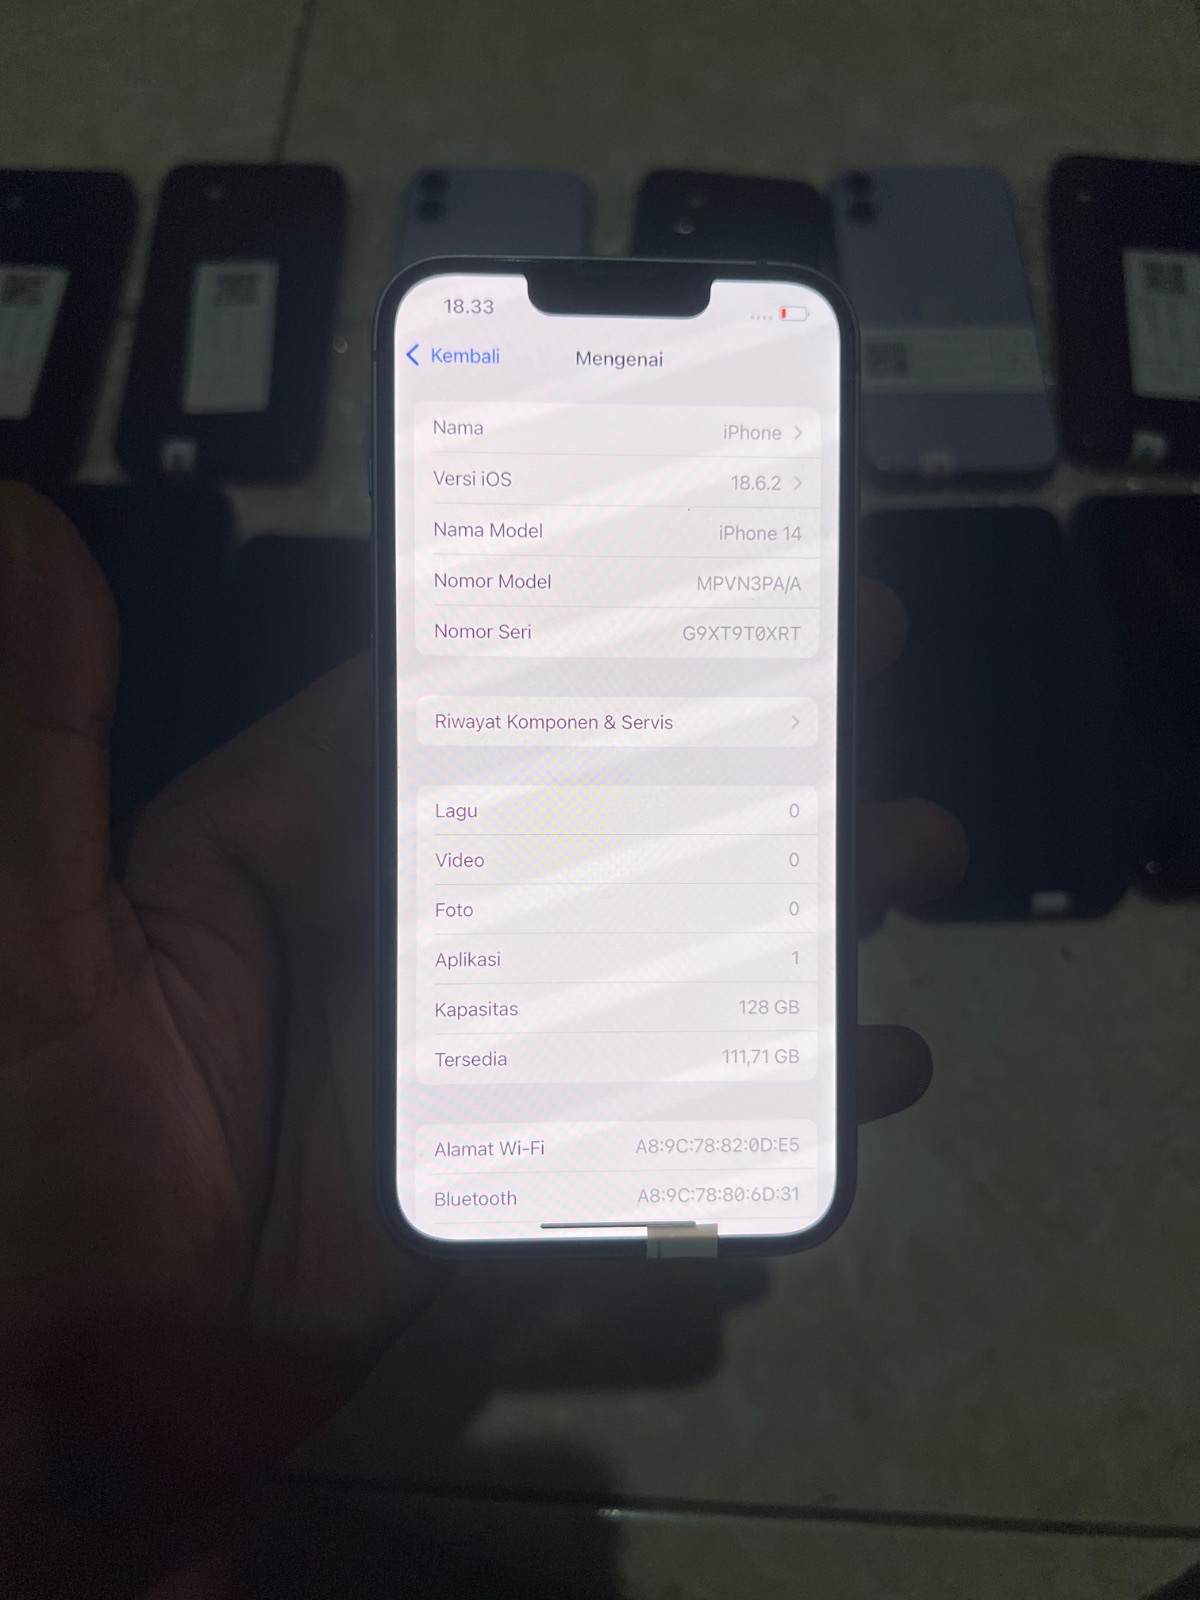 18.33
Kembali
Mengenai
Nama iPhone
Versi iOS 18.6.2
Nama Model iPhone 14
Nomor Model MPVN3PA/A
Nomor Seri G9XT9T0XRT
Riwayat Komponen & Servis
Lagu 0
Video 0
Foto 0
Aplikasi 1
Kapasitas 128 GB
Tersedia 111,71 GB
Alamat Wi-Fi A8:9C:78:82:0D:E5
Bluetooth A8:9C:78:80:6D:31